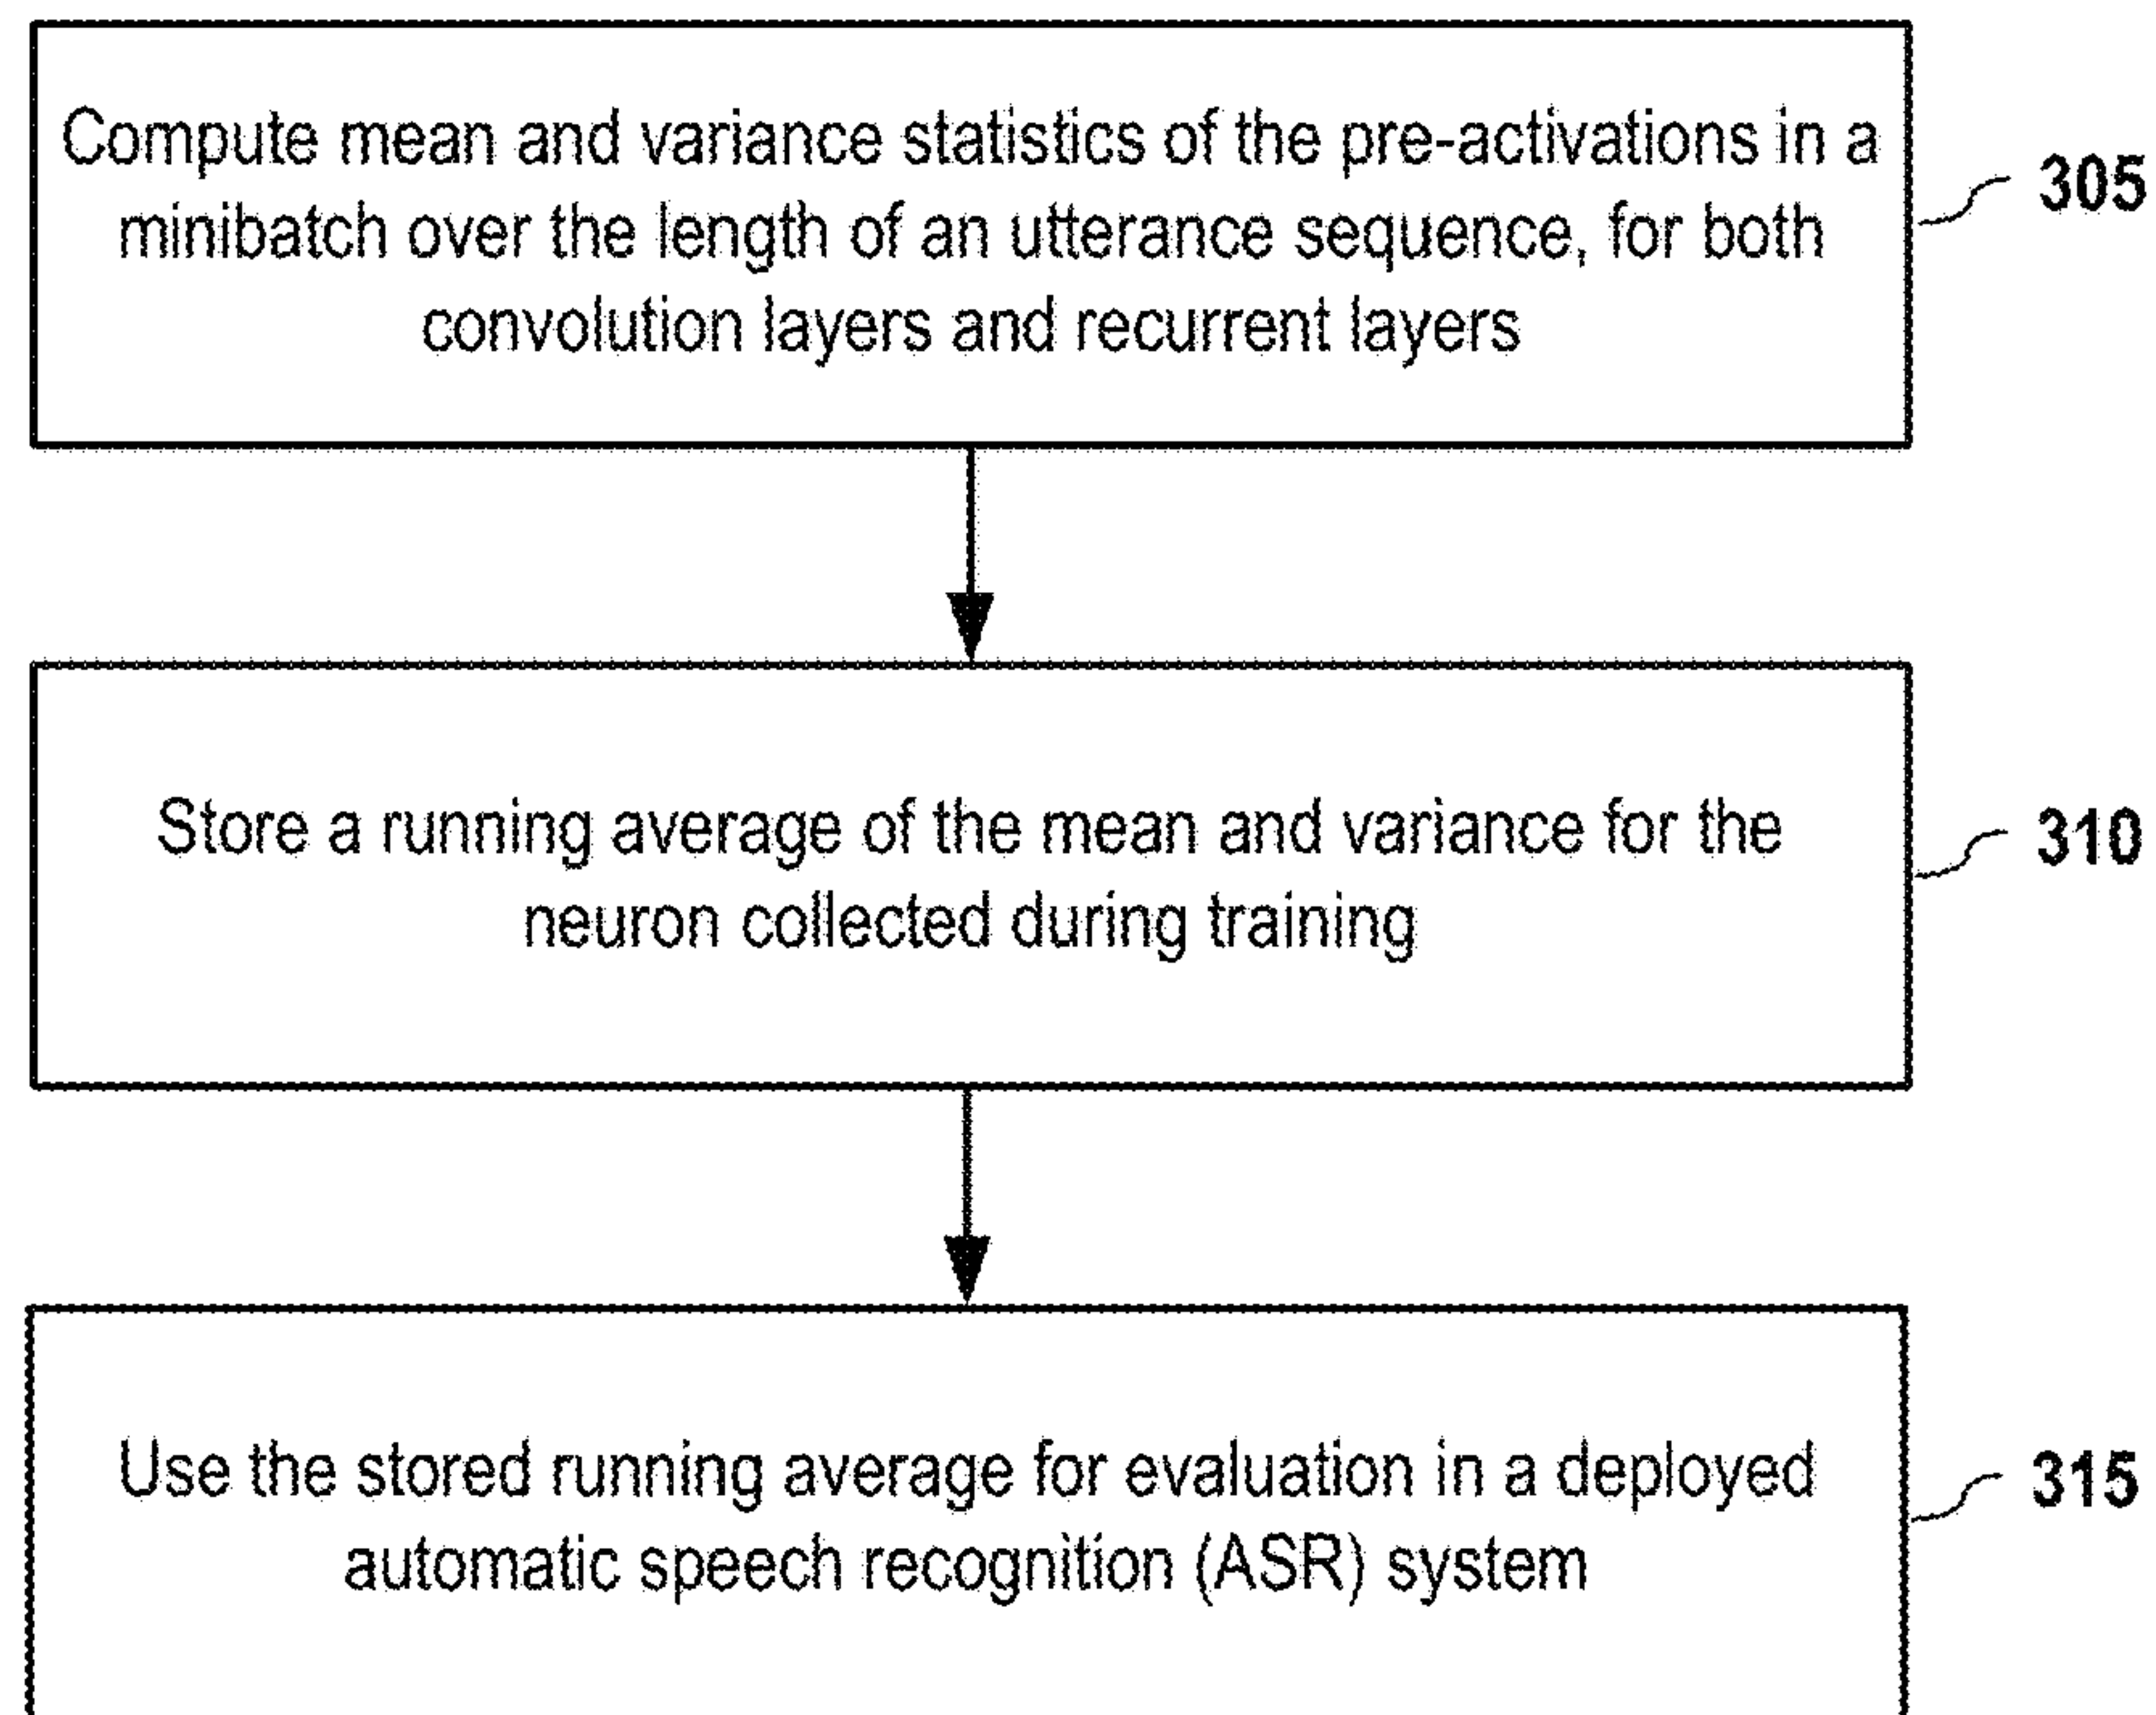 Compute mean and variance statistics of the pre-activations in a
minibatch over the length of an utterance sequence, for both
convolution layers and recurrent layers
305
Store a running average of the mean and variance for the
neuron collected during training
310
Use the stored running average for evaluation in a deployed
automatic speech recognition (ASR) system
315